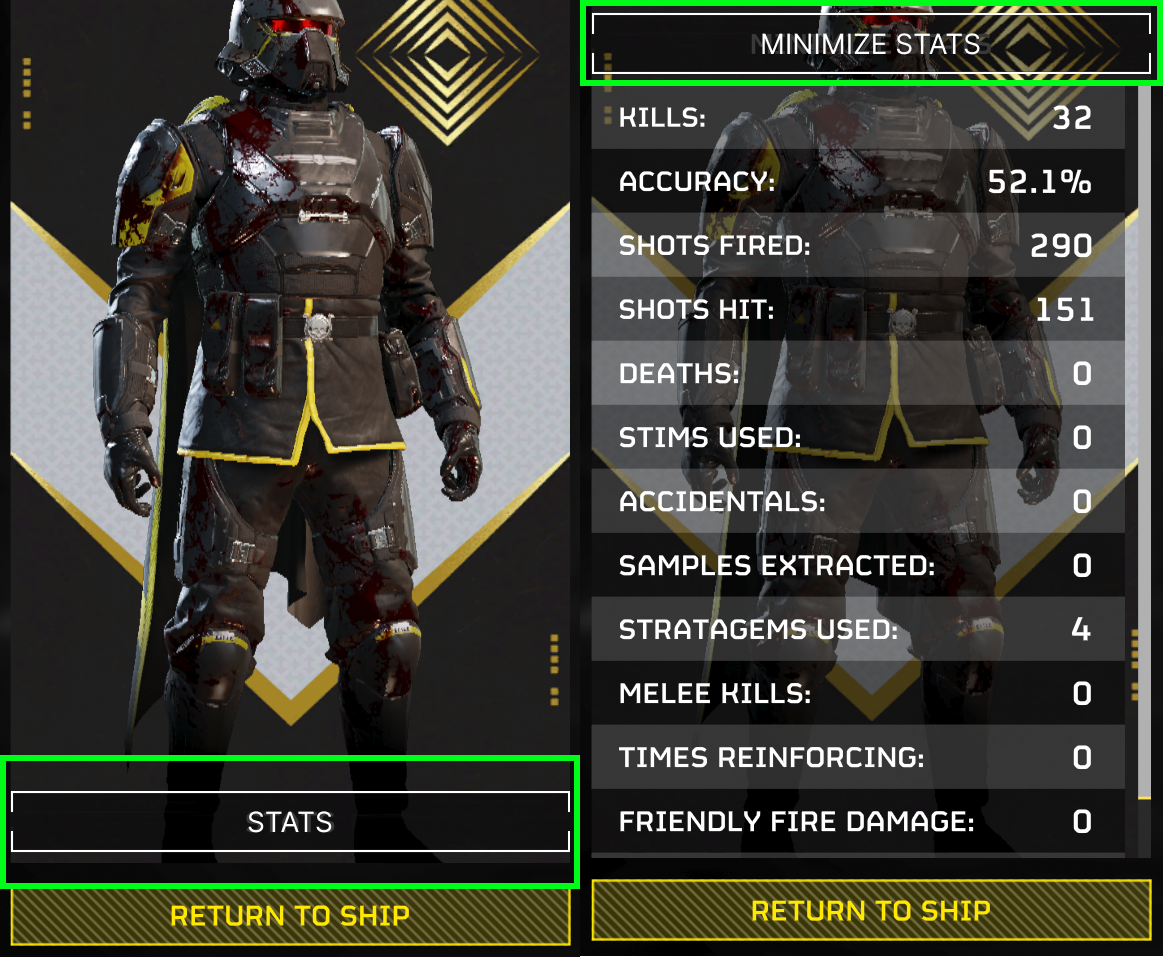 STATS
RETURN TO SHIP
MINIMIZE STATS
KILLS: 32
ACCURACY: 52.1%
SHOTS FIRED: 290
SHOTS HIT: 151
DEATHS: 0
STIMS USED: 0
ACCIDENTALS: 0
SAMPLES EXTRACTED: 0
STRATAGEMS USED: 4
MELEE KILLS: 0
TIMES REINFORCING: 0
FRIENDLY FIRE DAMAGE: 0
RETURN TO SHIP